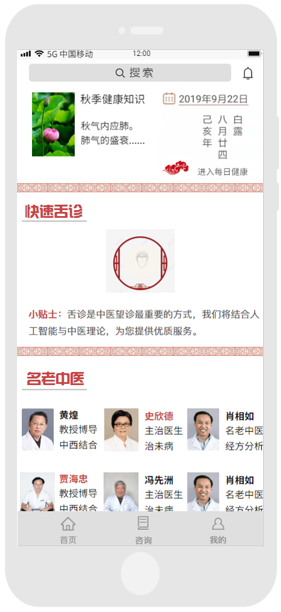 5G 中国移动
12:00
搜索
秋季健康知识
秋气内应肺。
肺气的盛衰......
2019年9月22日
己亥年
八月廿四
白露
进入每日健康
快速舌诊
小贴士：舌诊是中医望诊最重要的方式，我们将结合人
工智能与中医理论，为您提供优质服务。
名老中医
黄煌
教授博导
中西结合
史欣德
主治医生
治未病
肖相如
名老中医
经方分析
贾海忠
教授博导
中西结合
冯先洲
主治医生
治未病
肖相如
名老中医
经方分析
首页
咨询
我的